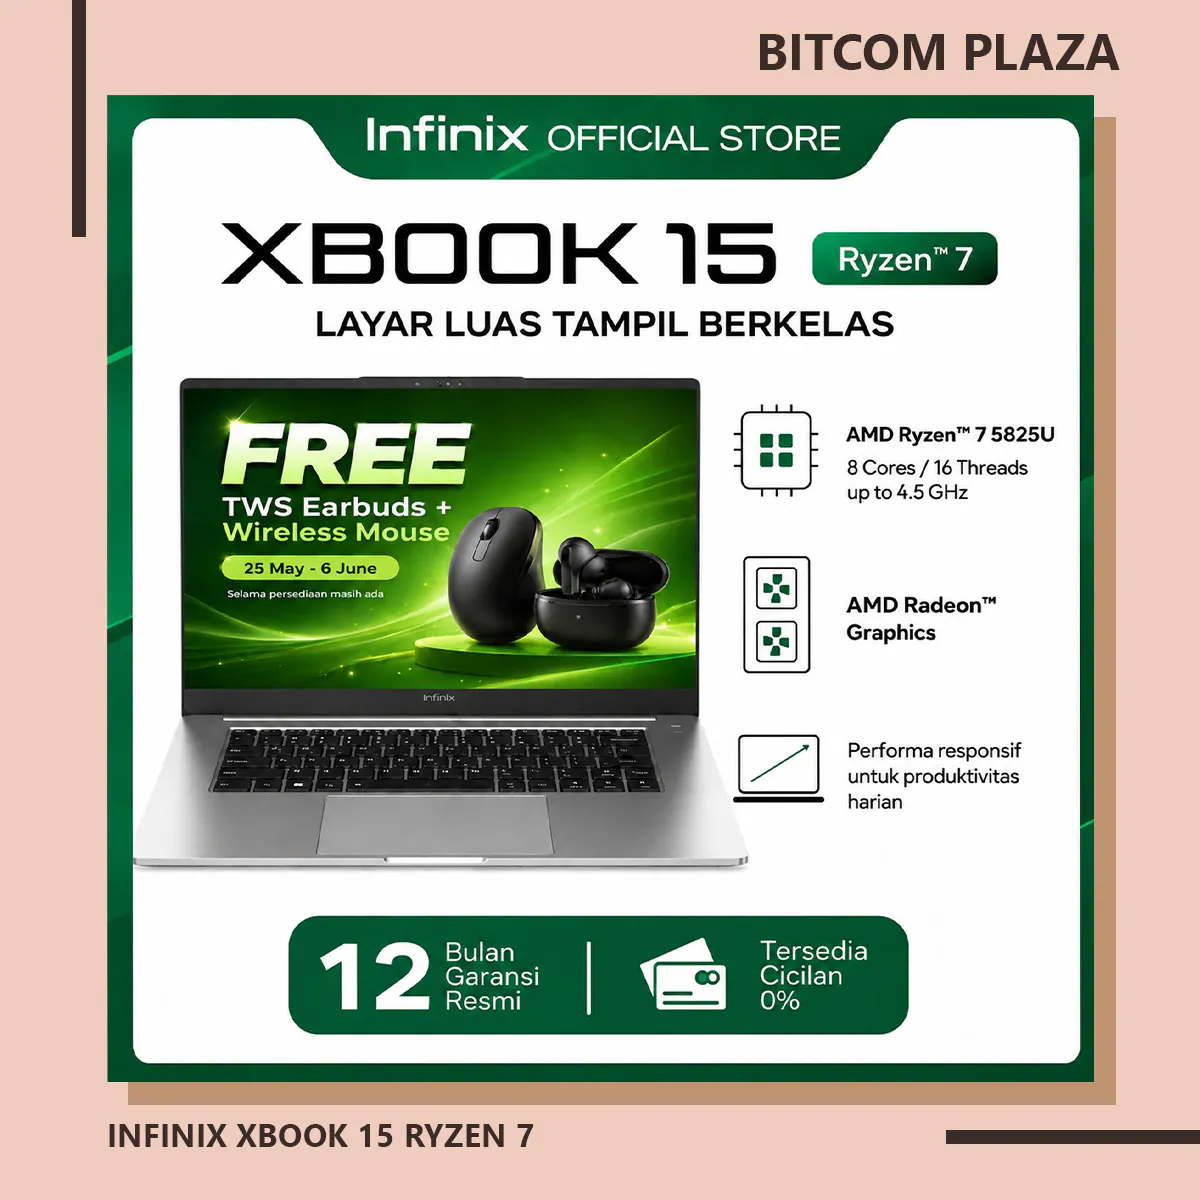 BITCOM PLAZA
Infinix OFFICIAL STORE
XBOOK 15
Ryzen™ 7
LAYAR LUAS TAMPIL BERKELAS
FREE
TWS Earbuds +
Wireless Mouse
25 May - 6 June
Selama persediaan masih ada
Infinix
AMD Ryzen™ 7 5825U
8 Cores / 16 Threads
up to 4.5 GHz
AMD Radeon™
Graphics
Performa responsif
untuk produktivitas
harian
12 Bulan
Garansi
Resmi
Tersedia
Cicilan
0%
INFINIX XBOOK 15 RYZEN 7